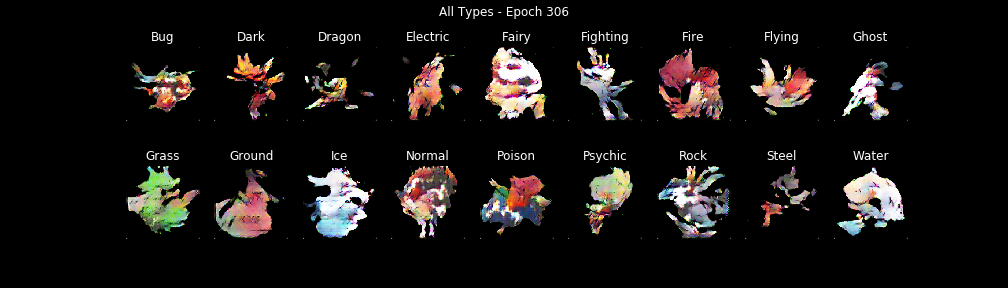 All Types - Epoch 306
Bug Dark Dragon Electric Fairy Fighting Fire Flying Ghost
Grass Ground Ice Normal Poison Psychic Rock Steel Water